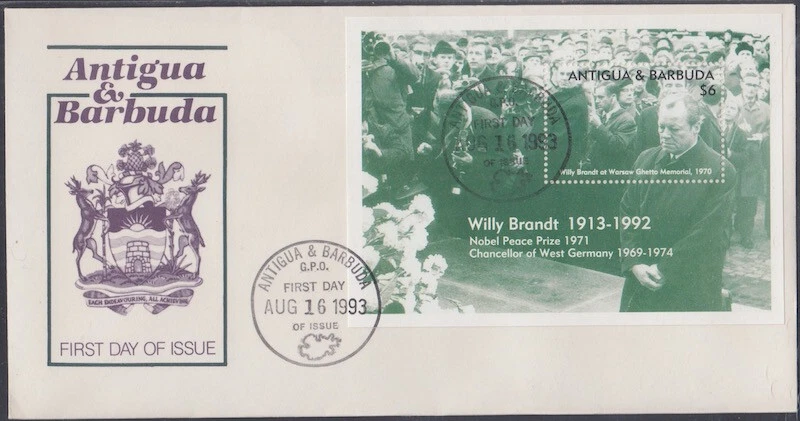 Antigua
&
Barbuda
EACH ENDEAVOURING, ALL ACHIEVING
FIRST DAY OF ISSUE
ANTIGUA & BARBUDA
G.P.O.
FIRST DAY
AUG 16 1993
OF ISSUE
ANTIGUA & BARBUDA
$6
ANTIGUA & BARBUDA
G.P.O.
FIRST DAY
AUG 16 1993
OF ISSUE
Willy Brandt at Warsaw Ghetto Memorial, 1970
Willy Brandt 1913-1992
Nobel Peace Prize 1971
Chancellor of West Germany 1969-1974